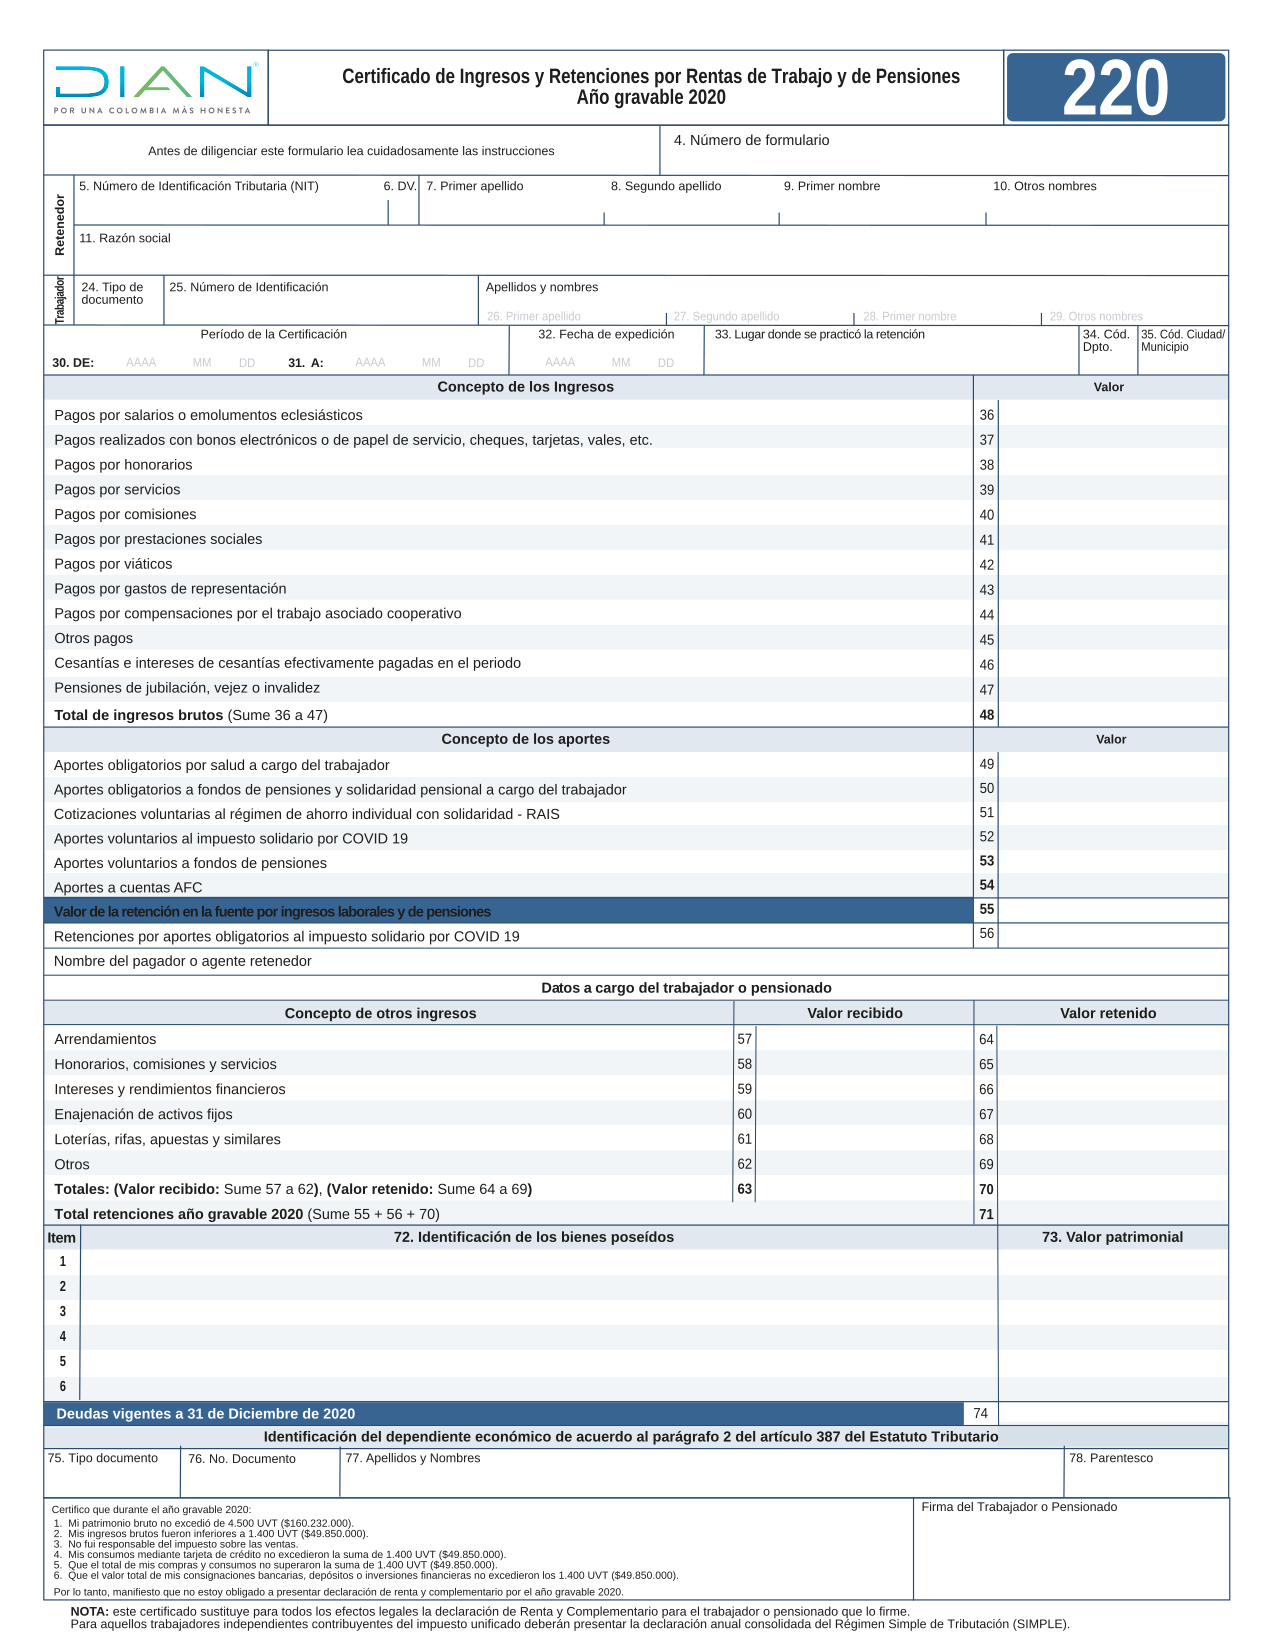 DIAN®
POR UNA COLOMBIA MÁS HONESTA
Certificado de Ingresos y Retenciones por Rentas de Trabajo y de Pensiones
Año gravable 2020
220
Antes de diligenciar este formulario lea cuidadosamente las instrucciones
4. Número de formulario
Retenedor
5. Número de Identificación Tributaria (NIT) 6. DV. 7. Primer apellido 8. Segundo apellido 9. Primer nombre 10. Otros nombres
11. Razón social
Trabajador
24. Tipo de documento 25. Número de Identificación Apellidos y nombres
26. Primer apellido 27. Segundo apellido 28. Primer nombre 29. Otros nombres
Período de la Certificación 32. Fecha de expedición 33. Lugar donde se practicó la retención 34. Cód. Dpto. 35. Cód. Ciudad/ Municipio
30. DE: AAAA MM DD 31. A: AAAA MM DD AAAA MM DD
Concepto de los Ingresos Valor
Pagos por salarios o emolumentos eclesiásticos 36
Pagos realizados con bonos electrónicos o de papel de servicio, cheques, tarjetas, vales, etc. 37
Pagos por honorarios 38
Pagos por servicios 39
Pagos por comisiones 40
Pagos por prestaciones sociales 41
Pagos por viáticos 42
Pagos por gastos de representación 43
Pagos por compensaciones por el trabajo asociado cooperativo 44
Otros pagos 45
Cesantías e intereses de cesantías efectivamente pagadas en el periodo 46
Pensiones de jubilación, vejez o invalidez 47
Total de ingresos brutos (Sume 36 a 47) 48
Concepto de los aportes Valor
Aportes obligatorios por salud a cargo del trabajador 49
Aportes obligatorios a fondos de pensiones y solidaridad pensional a cargo del trabajador 50
Cotizaciones voluntarias al régimen de ahorro individual con solidaridad - RAIS 51
Aportes voluntarios al impuesto solidario por COVID 19 52
Aportes voluntarios a fondos de pensiones 53
Aportes a cuentas AFC 54
Valor de la retención en la fuente por ingresos laborales y de pensiones 55
Retenciones por aportes obligatorios al impuesto solidario por COVID 19 56
Nombre del pagador o agente retenedor
Datos a cargo del trabajador o pensionado
Concepto de otros ingresos Valor recibido Valor retenido
Arrendamientos 57 64
Honorarios, comisiones y servicios 58 65
Intereses y rendimientos financieros 59 66
Enajenación de activos fijos 60 67
Loterías, rifas, apuestas y similares 61 68
Otros 62 69
Totales: (Valor recibido: Sume 57 a 62), (Valor retenido: Sume 64 a 69) 63 70
Total retenciones año gravable 2020 (Sume 55 + 56 + 70) 71
Item 72. Identificación de los bienes poseídos 73. Valor patrimonial
1
2
3
4
5
6
Deudas vigentes a 31 de Diciembre de 2020 74
Identificación del dependiente económico de acuerdo al parágrafo 2 del artículo 387 del Estatuto Tributario
75. Tipo documento 76. No. Documento 77. Apellidos y Nombres 78. Parentesco
Certifico que durante el año gravable 2020:
1. Mi patrimonio bruto no excedió de 4.500 UVT ($160.232.000).
2. Mis ingresos brutos fueron inferiores a 1.400 UVT ($49.850.000).
3. No fui responsable del impuesto sobre las ventas.
4. Mis consumos mediante tarjeta de crédito no excedieron la suma de 1.400 UVT ($49.850.000).
5. Que el total de mis compras y consumos no superaron la suma de 1.400 UVT ($49.850.000).
6. Que el valor total de mis consignaciones bancarias, depósitos o inversiones financieras no excedieron los 1.400 UVT ($49.850.000).
Por lo tanto, manifiesto que no estoy obligado a presentar declaración de renta y complementario por el año gravable 2020.
Firma del Trabajador o Pensionado
NOTA: este certificado sustituye para todos los efectos legales la declaración de Renta y Complementario para el trabajador o pensionado que lo firme.
Para aquellos trabajadores independientes contribuyentes del impuesto unificado deberán presentar la declaración anual consolidada del Régimen Simple de Tributación (SIMPLE).